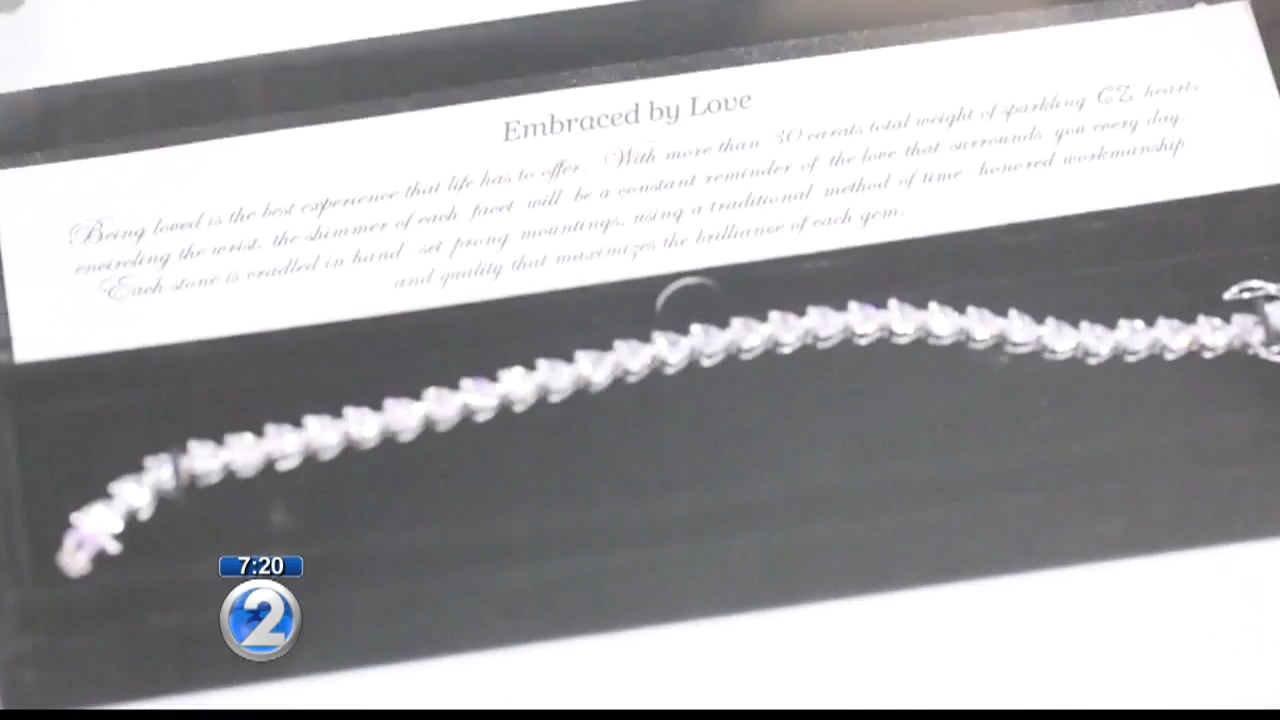 Embraced by Love
Being loved is the best experience that life has to offer. With more than 30 carats total weight of sparkling CZ hearts
encircling the wrist, the shimmer of each facet will be a constant reminder of the love that surrounds you every day.
Each stone is cradled in hand-set prong mountings, using a traditional method of time-honored workmanship
and quality that maximizes the brilliance of each gem.
7:20
2